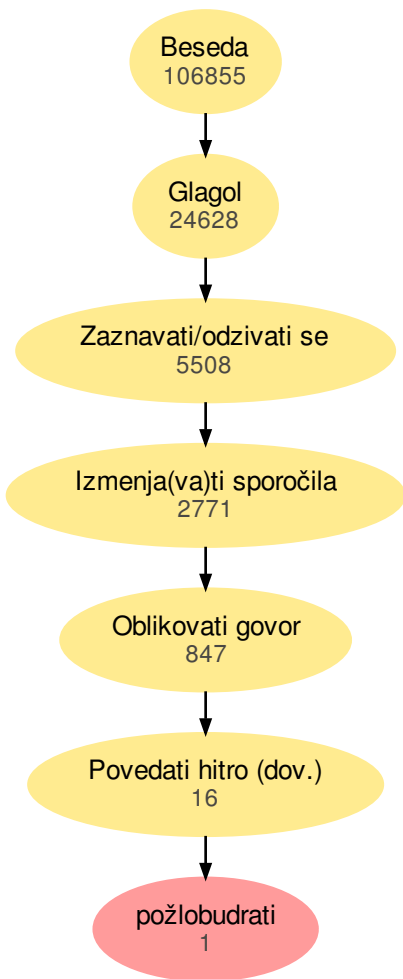 Beseda
106855
Glagol
24628
Zaznavati/odzivati se
5508
Izmenja(va)ti sporočila
2771
Oblikovati govor
847
Povedati hitro (dov.)
16
požlobudrati
1